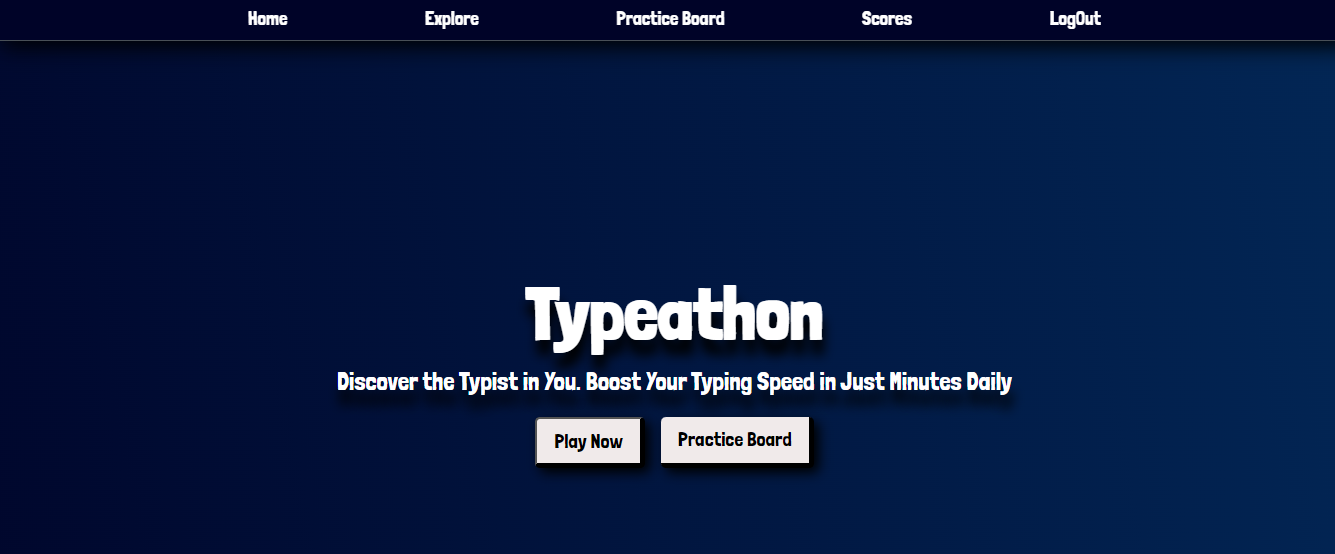 Home Explore Practice Board Scores LogOut
Typeathon
Discover the Typist in You. Boost Your Typing Speed in Just Minutes Daily
Play Now Practice Board